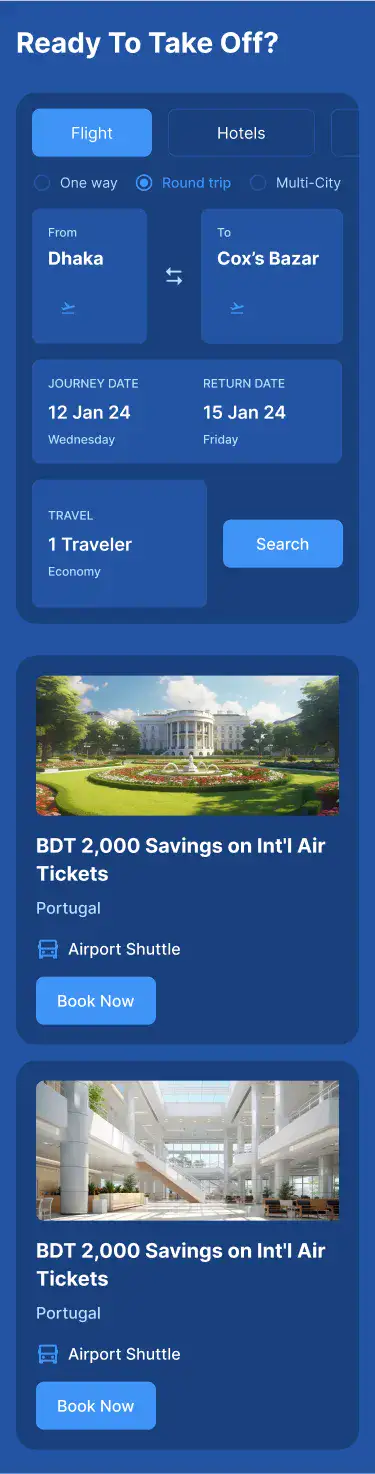 Ready To Take Off?
Flight
Hotels
One way
Round trip
Multi-City
From
Dhaka
To
Cox's Bazar
JOURNEY DATE
12 Jan 24
Wednesday
RETURN DATE
15 Jan 24
Friday
TRAVEL
1 Traveler
Economy
Search
BDT 2,000 Savings on Int'l Air
Tickets
Portugal
Airport Shuttle
Book Now
BDT 2,000 Savings on Int'l Air
Tickets
Portugal
Airport Shuttle
Book Now